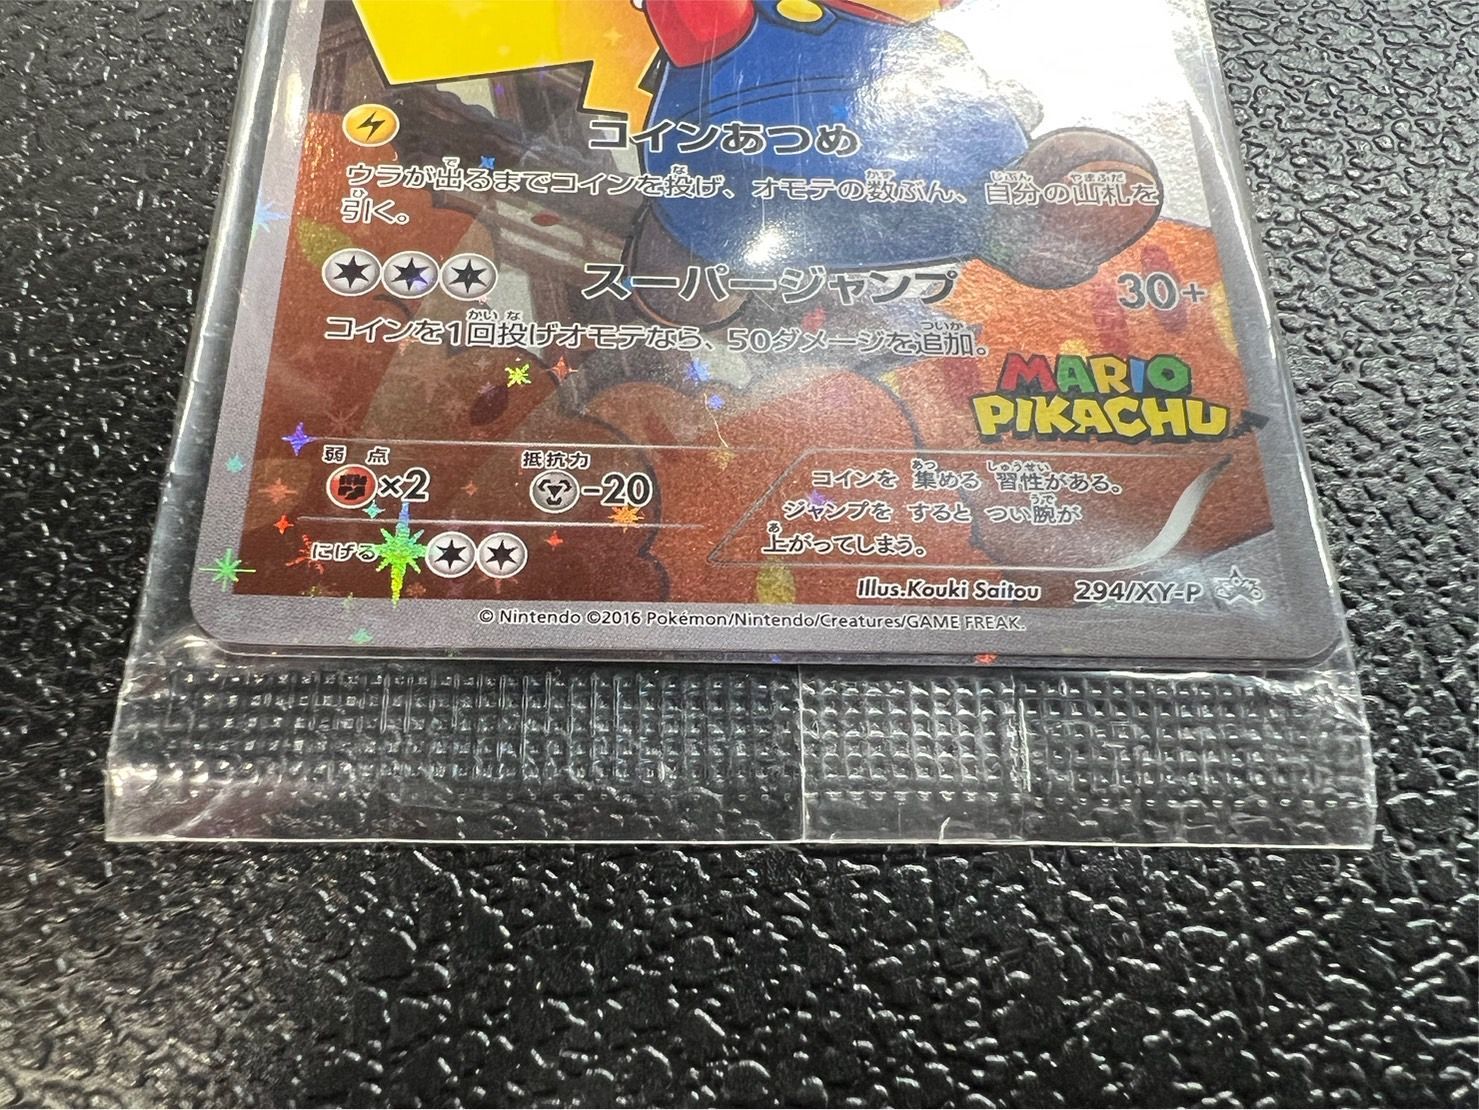 コインあつめ
ウラが出るまでコインを投げ、オモテの数ぶん、自分の山札を
引く。
スーパージャンプ 30+
コインを1回投げオモテなら、50ダメージを追加。
MARIO
PIKACHU
弱点 ×2 抵抗力 -20
コインを 集める 習性がある。
ジャンプを すると つい腕が
上がってしまう。
にげる
Illus.Kouki Saitou 294/XY-P
© Nintendo ©2016 Pokémon/Nintendo/Creatures/GAME FREAK.